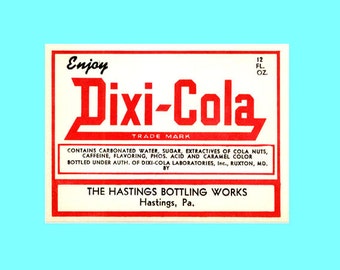 Enjoy
12
FL.
OZ.
Dixi-Cola
TRADE MARK
CONTAINS CARBONATED WATER, SUGAR, EXTRACTIVES OF COLA NUTS,
CAFFEINE, FLAVORING, PHOS. ACID AND CARAMEL COLOR
BOTTLED UNDER AUTH. OF DIXI-COLA LABORATORIES, Inc., RUXTON, MD.
BY
THE HASTINGS BOTTLING WORKS
Hastings, Pa.